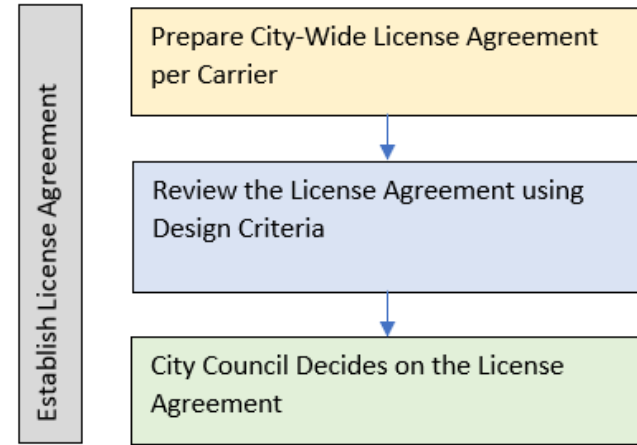 Establish License Agreement
Prepare City-Wide License Agreement
per Carrier
Review the License Agreement using
Design Criteria
City Council Decides on the License
Agreement